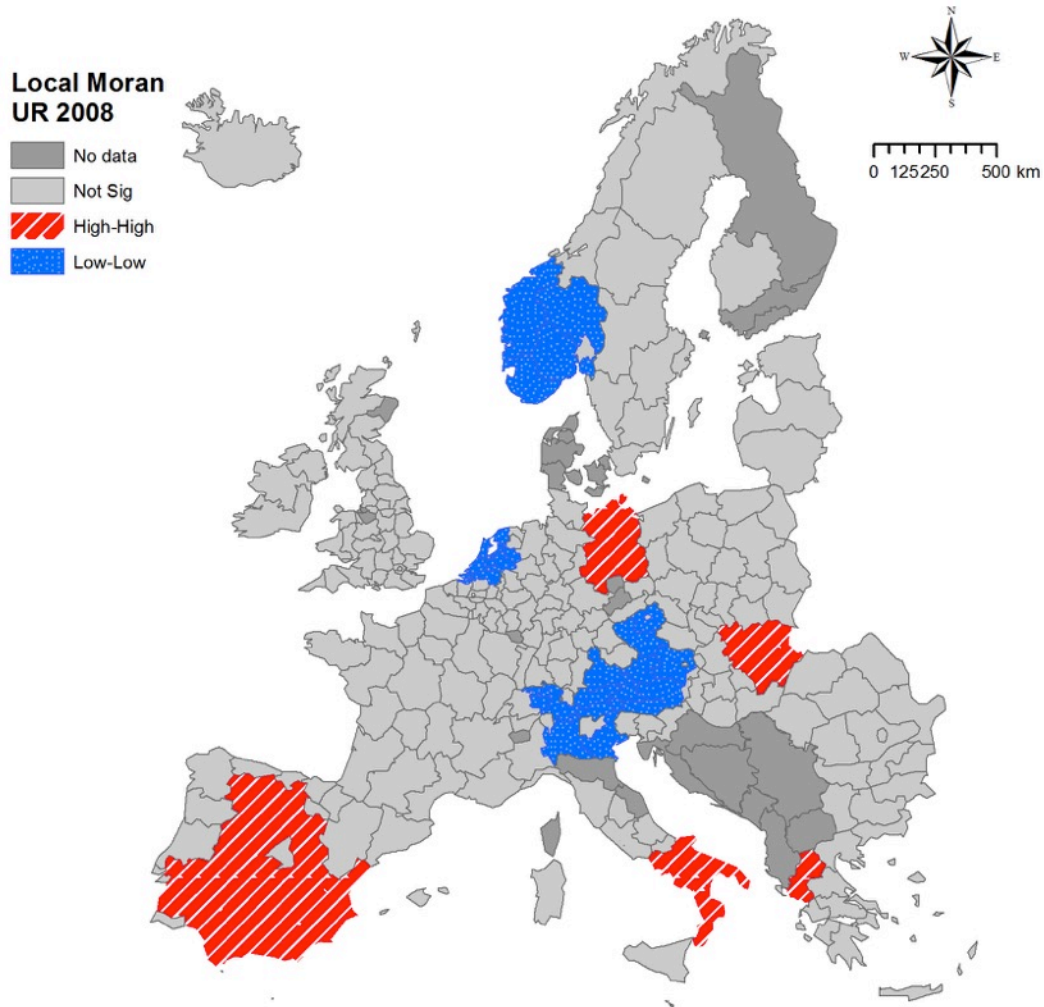 Local Moran
UR 2008
No data
Not Sig
High-High
Low-Low
N
W
E
S
0 125250 500 km